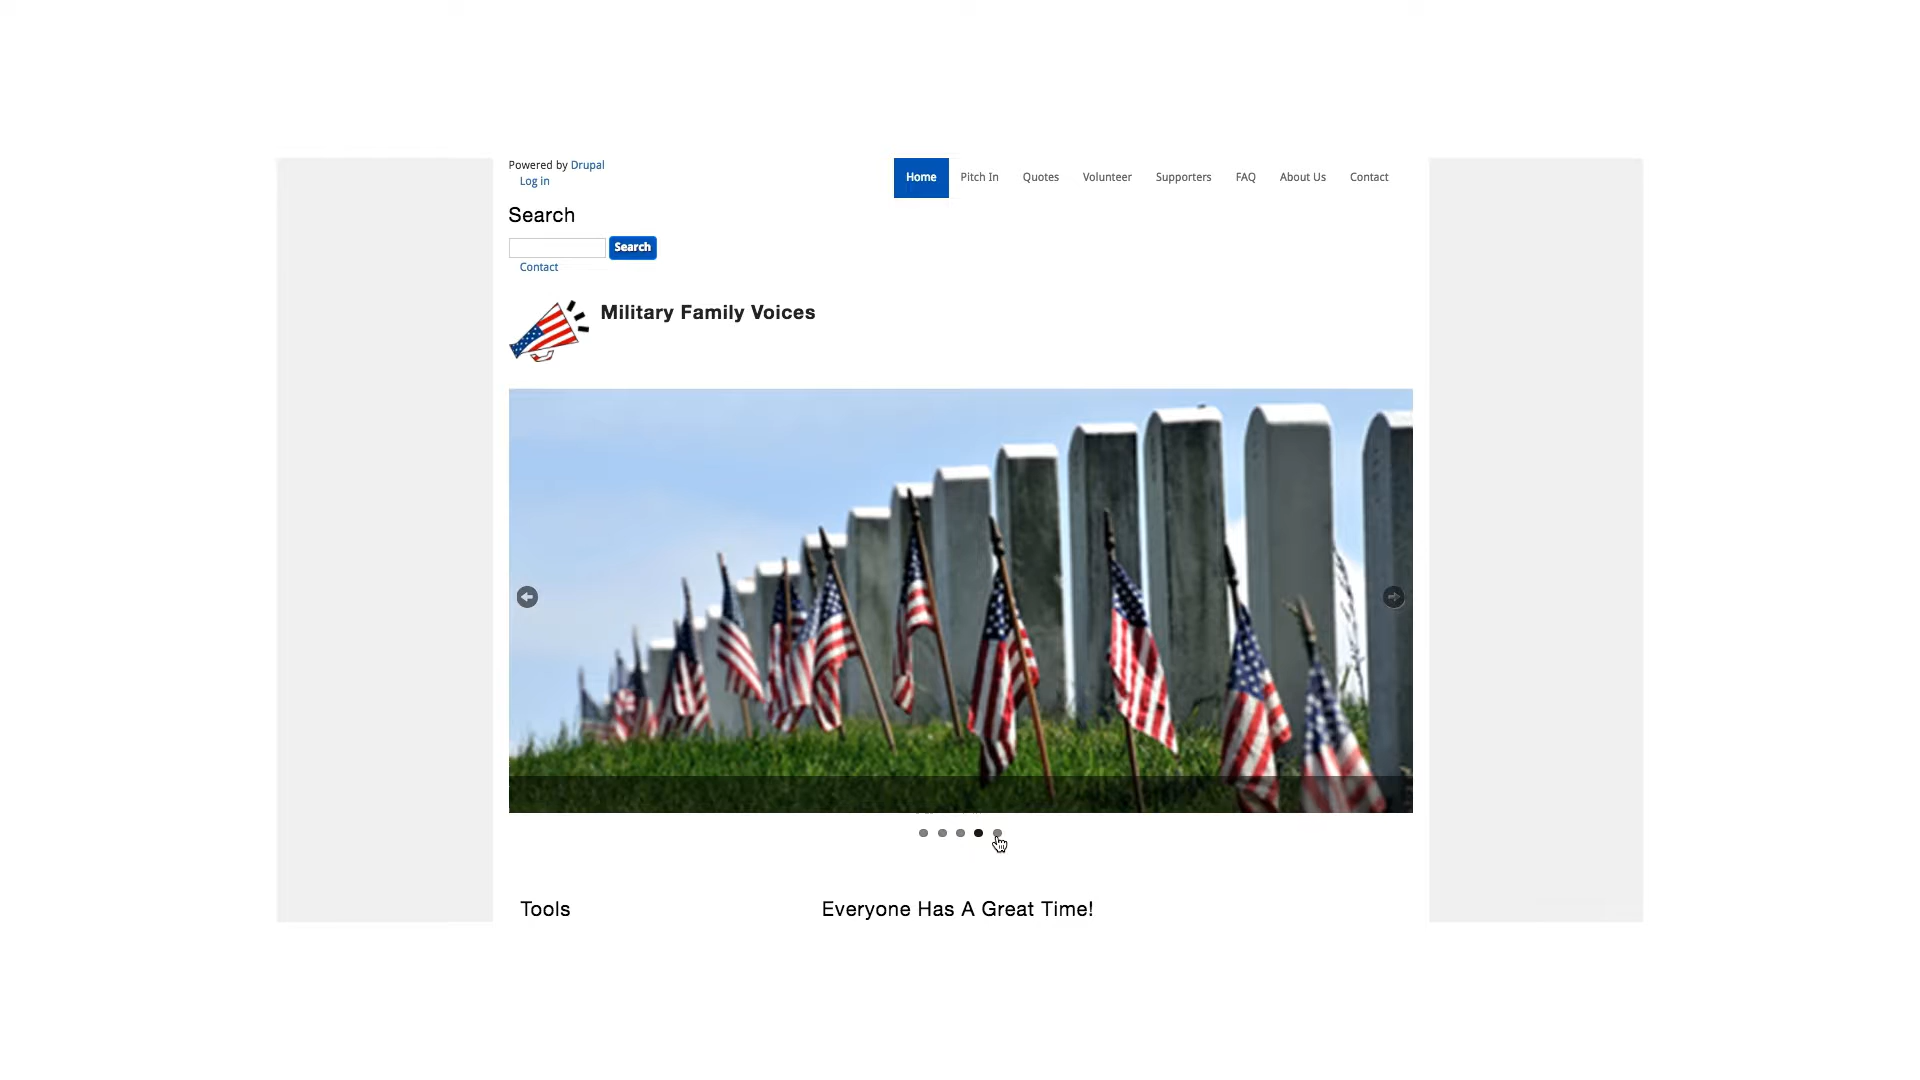 Powered by Drupal
Log in
Home Pitch In Quotes Volunteer Supporters FAQ About Us Contact
Search
Search
Contact
Military Family Voices
Tools
Everyone Has A Great Time!